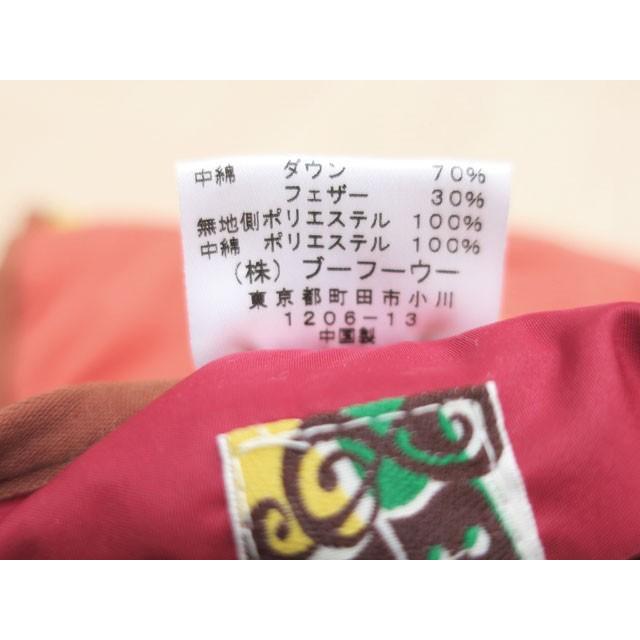 中綿 ダウン 70%
フェザー 30%
無地側ポリエステル 100%
中綿 ポリエステル 100%
(株) ブーフーウー
東京都町田市小川
1206-13
中国製